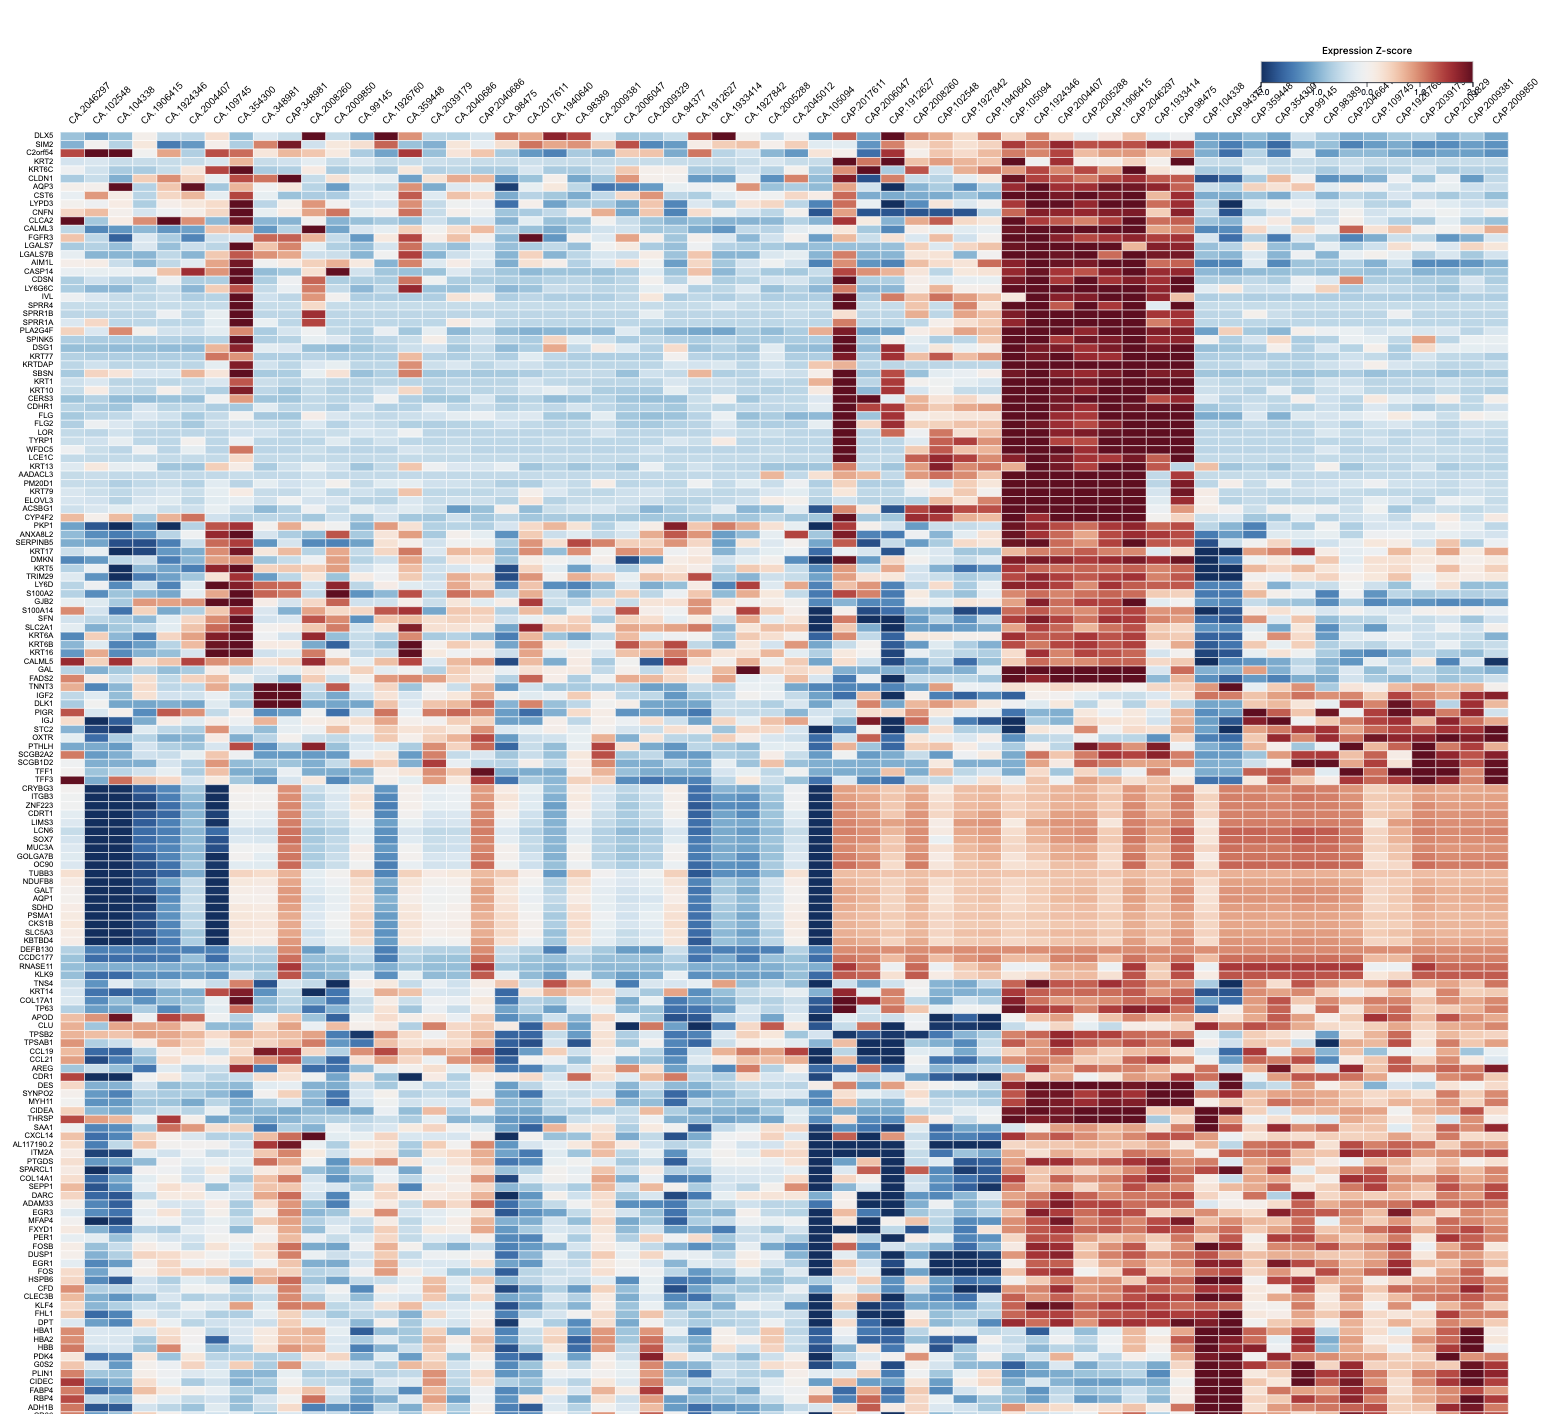 Expression Z-score
CA.2046297
CA.102548
CA.104338
CA.1906415
CA.1924346
CA.2004407
CA.109745
CA.354300
CA.348981
CAP.348981
CA.2008260
CA.2009850
CA.99145
CA.1926760
CA.359448
CA.2039179
CA.2040686
CAP.2040686
CA.98475
CA.2017611
CA.1940640
CA.98389
CA.2009381
CA.2006047
CA.2009329
CA.94377
CA.1912627
CA.1933414
CA.1927842
CA.2005288
CA.2045012
CA.105094
CAP.2017611
CAP.2006047
CAP.1912627
CAP.2008260
CAP.102548
CAP.1927842
CAP.1940640
CAP.105094
CAP.1924346
CAP.2004407
CAP.2005288
CAP.1906415
CAP.2046297
CAP.1933414
CAP.98475
CAP.104338
CAP.94377
CAP.359448
CAP.354300
CAP.99145
CAP.98389
CAP.109745
CAP.2009381
CAP.2009850
DLX5
SIM2
C2orf54
KRT2
KRT6C
CLDN1
AQP3
CST6
LYPD3
CNFN
CLCA2
CALML3
FGFR3
LGALS7
LGALS7B
AIM1L
CASP14
CDSN
LY6G6C
IVL
SPRR4
SPRR1B
SPRR1A
PLA2G4F
SPINK5
DSG1
KRT77
KRTDAP
SBSN
KRT1
KRT10
CERS3
CDHR1
FLG
FLG2
LOR
TYRP1
WFDC5
LCE1C
KRT13
AADACL3
PM20D1
KRT79
ELOVL3
ACSBG1
CYP4F2
PKP1
ANXA8L2
SERPINB5
KRT17
DMKN
KRT5
TRIM29
LY6D
S100A2
GJB2
S100A14
SFN
SLC2A1
KRT6A
KRT6B
KRT16
CALML5
GAL
FADS2
TNNT3
IGF2
DLK1
PIGR
IGJ
STC2
OXTR
PTHLH
SCGB2A2
SCGB1D2
TFF1
TFF3
CRYBG3
ITGB3
ZNF223
CDRT1
LIMS3
LCN6
SOX7
MUC3A
GOLGA7B
OC90
TUBB3
NDUFB8
GALT
AQP1
SDHD
PSMA1
CKS1B
SLC5A3
KBTBD4
DEFB130
CCDC177
RNASE11
KLK9
TNS4
KRT14
COL17A1
TP63
APOD
CLU
TPSB2
TPSAB1
CCL19
CCL21
AREG
CDR1
DES
SYNPO2
MYH11
CIDEA
THRSP
SAA1
CXCL14
AL117190.2
ITM2A
PTGDS
SPARCL1
COL14A1
SEPP1
DARC
ADAM33
EGR3
MFAP4
FXYD1
PER1
FOSB
DUSP1
EGR1
FOS
HSPB6
CFD
CLEC3B
KLF4
FHL1
DPT
HBA1
HBA2
HBB
PDK4
G0S2
PLIN1
CIDEC
FABP4
RBP4
ADH1B